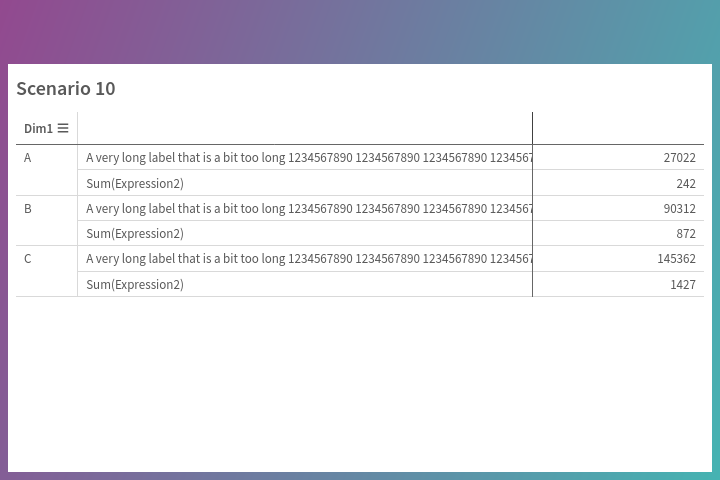 Scenario 10
Dim1
A A very long label that is a bit too long 1234567890 1234567890 1234567890 1234567 27022
Sum(Expression2) 242
B A very long label that is a bit too long 1234567890 1234567890 1234567890 1234567 90312
Sum(Expression2) 872
C A very long label that is a bit too long 1234567890 1234567890 1234567890 1234567 145362
Sum(Expression2) 1427